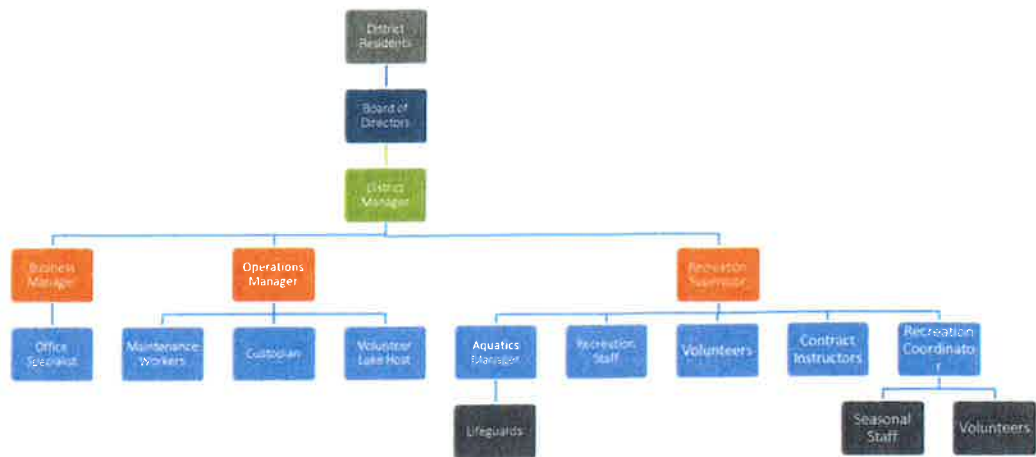 District
Residents
Board of
Directors
District
Manager
Business
Manager
Operations
Manager
Recreation
Supervisor
Office
Specialist
Maintenance
Workers
Custodian
Volunteer
Lake Host
Aquatics
Manager
Recreation
Staff
Volunteers
Contract
Instructors
Recreation
Coordinato
r
Lifeguards
Seasonal
Staff
Volunteers